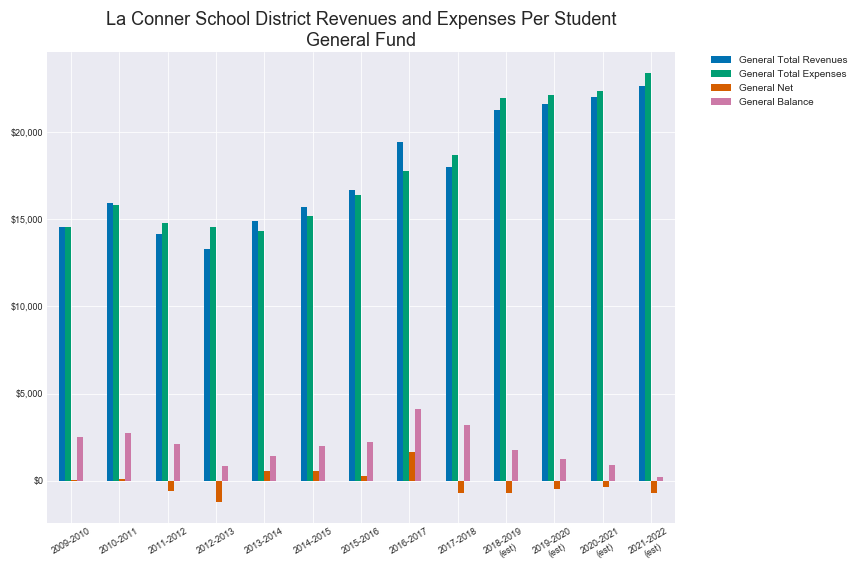 La Conner School District Revenues and Expenses Per Student
General Fund
General Total Revenues
General Total Expenses
General Net
General Balance
$20,000
$15,000
$10,000
$5,000
$0
2009-2010
2010-2011
2011-2012
2012-2013
2013-2014
2014-2015
2015-2016
2016-2017
2017-2018
2018-2019
(est)
2019-2020
(est)
2020-2021
(est)
2021-2022
(est)